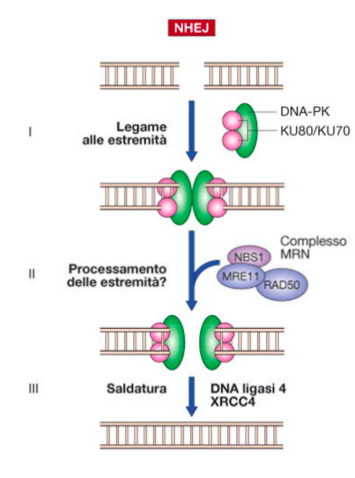 NHEJ
I
Legame
alle estremità
DNA-PK
KU80/KU70
II
Processamento
delle estremità?
NBS1
MRE11
RAD50
Complesso
MRN
III
Saldatura
DNA ligasi 4
XRCC4